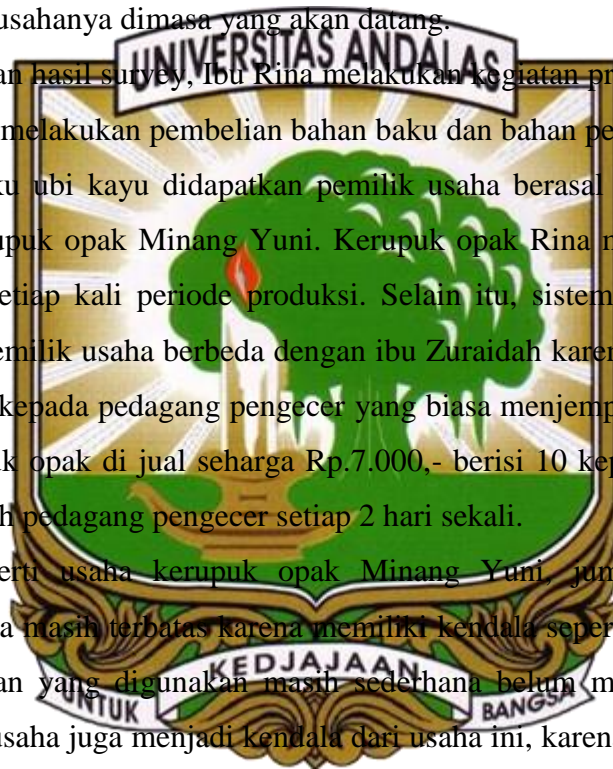 usahanya dimasa yang akan datang.
UNIVERSITAS ANDALAS
an hasil survey, Ibu Rina melakukan kegiatan pr
melakukan pembelian bahan baku dan bahan pe
ku ubi kayu didapatkan pemilik usaha berasal
upuk opak Minang Yuni. Kerupuk opak Rina m
etiap kali periode produksi. Selain itu, sistem
emilik usaha berbeda dengan ibu Zuraidah karen
kepada pedagang pengecer yang biasa menjemp
k opak di jual seharga Rp.7.000,- berisi 10 kep
h pedagang pengecer setiap 2 hari sekali.
erti usaha kerupuk opak Minang Yuni, jum
a masih terbatas karena memiliki kendala seper
KEDJAJAAN
an yang digunakan masih sederhana belum m
UNTUK BANGSA
usaha juga menjadi kendala dari usaha ini, karen